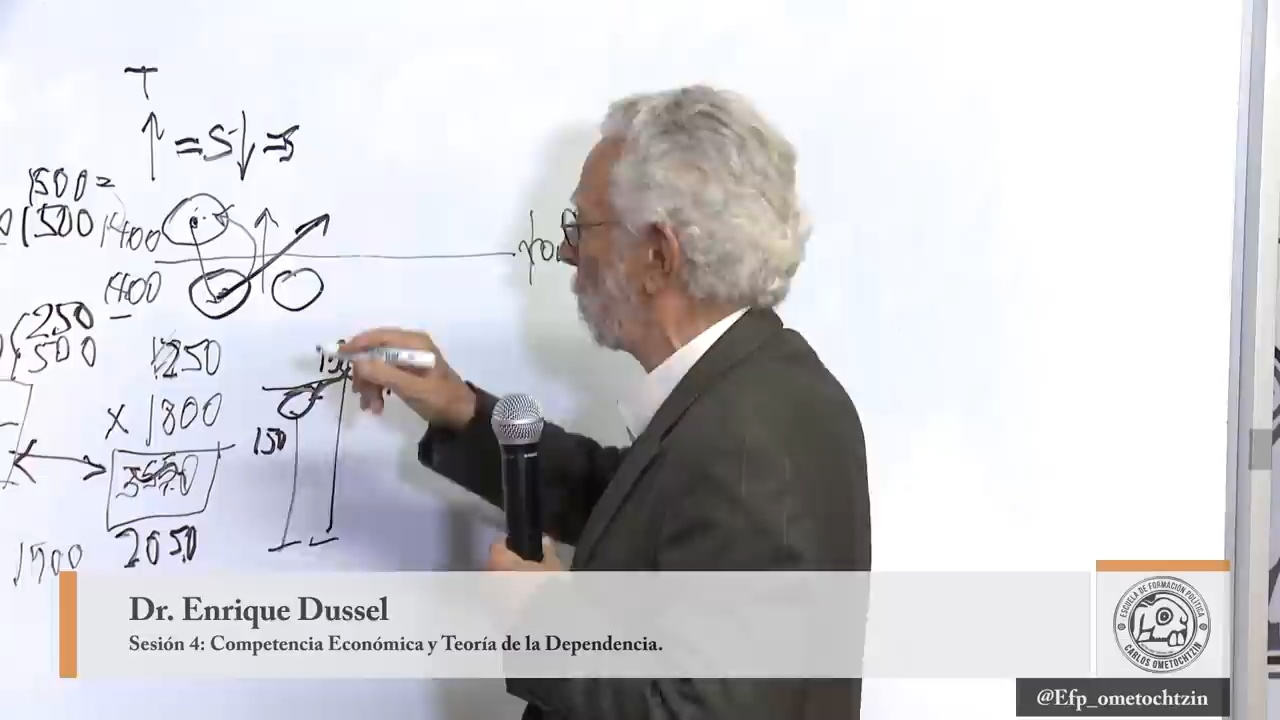 T
= S
1500 =
1500
1400
400
250
500
1250
x 1800
150
2050
1500
Dr. Enrique Dussel
Sesión 4: Competencia Económica y Teoría de la Dependencia.
ESCUELA DE FORMACIÓN POLÍTICA
CARLOS OMETOCHTZIN
@Efp_ometochtzin